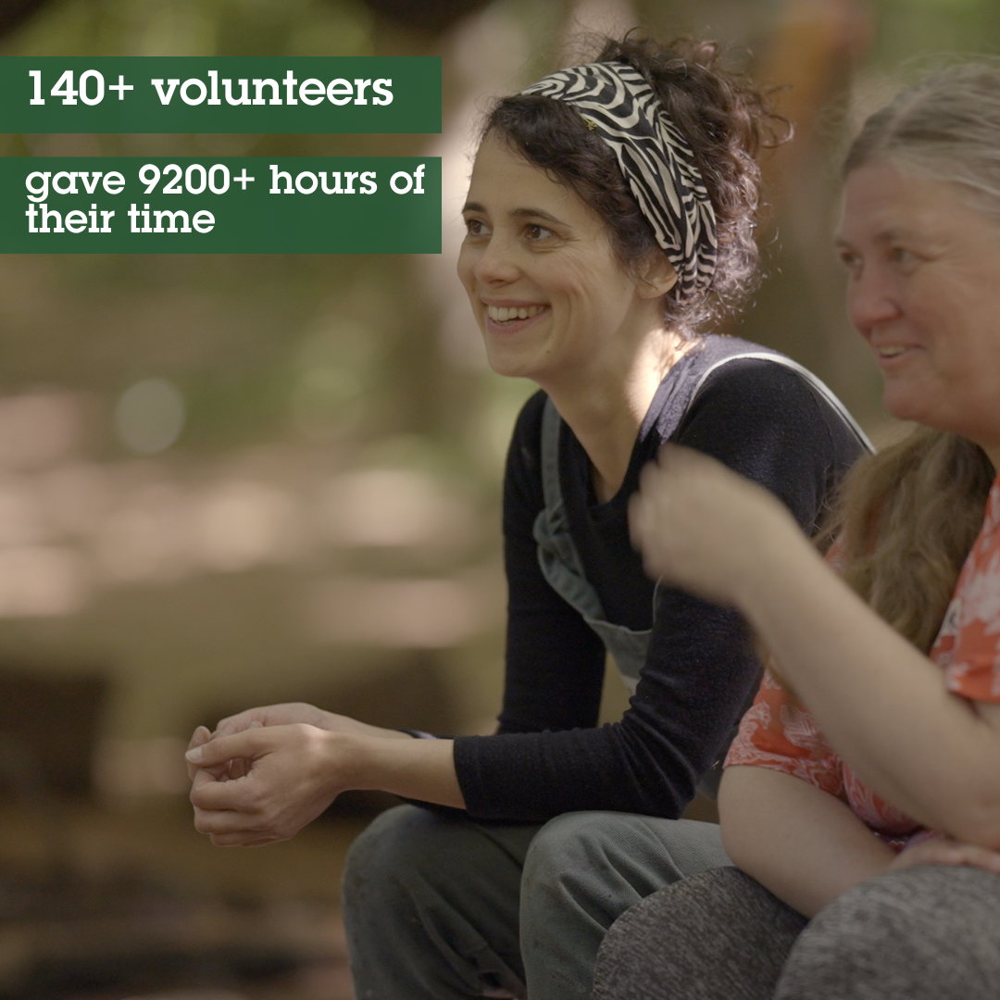 140+ volunteers
gave 9200+ hours of
their time